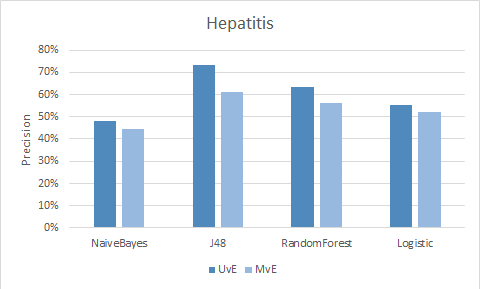 Hepatitis
80%
70%
60%
50%
40%
30%
20%
10%
0%
Precision
NaiveBayes J48 RandomForest Logistic
UvE MvE